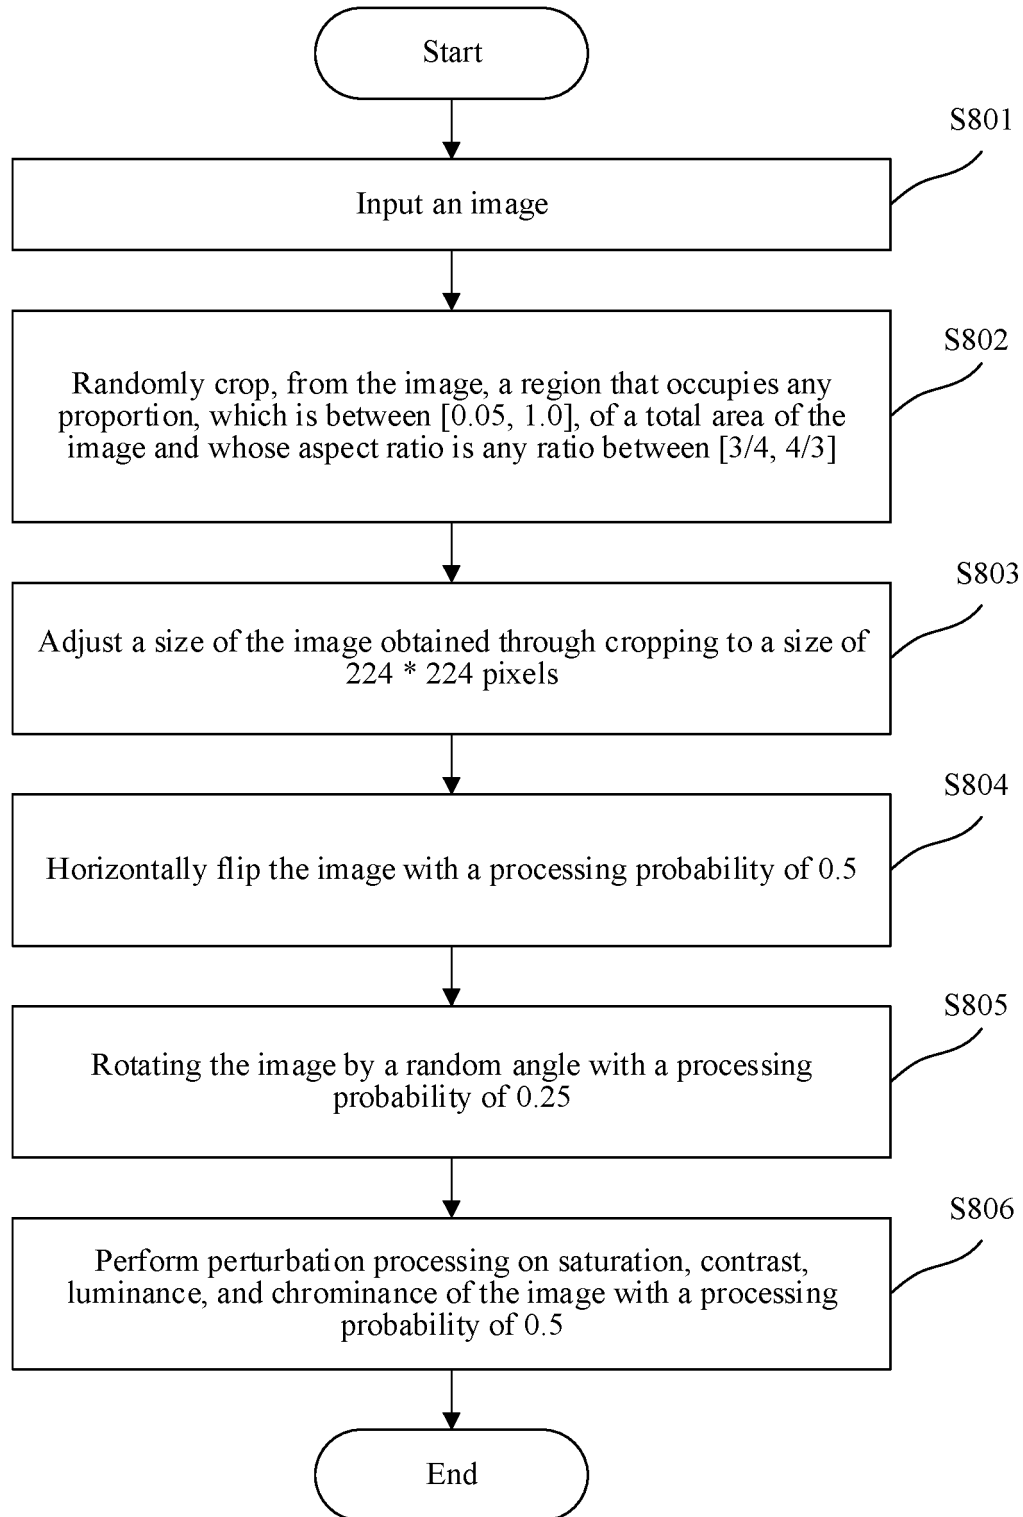 Start
S801
Input an image
S802
Randomly crop, from the image, a region that occupies any
proportion, which is between [0.05, 1.0], of a total area of the
image and whose aspect ratio is any ratio between [3/4, 4/3]
S803
Adjust a size of the image obtained through cropping to a size of
224 * 224 pixels
S804
Horizontally flip the image with a processing probability of 0.5
S805
Rotating the image by a random angle with a processing
probability of 0.25
S806
Perform perturbation processing on saturation, contrast,
luminance, and chrominance of the image with a processing
probability of 0.5
End